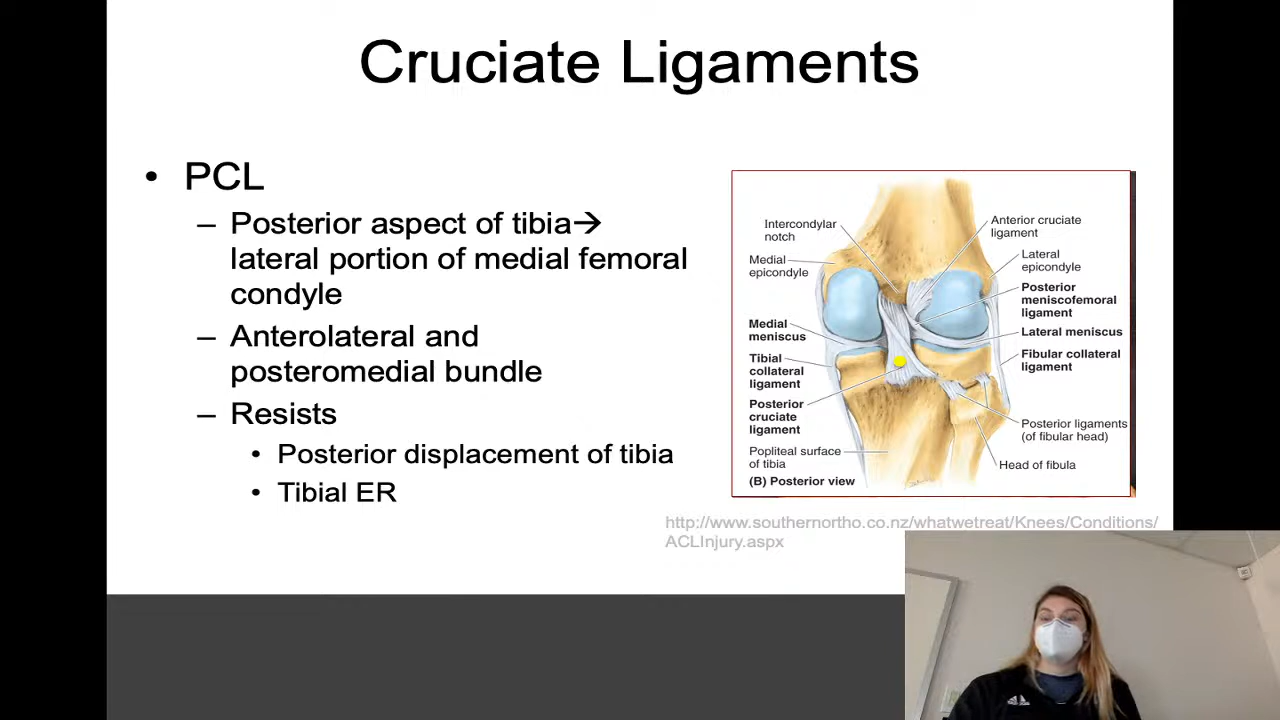 Cruciate Ligaments
• PCL
– Posterior aspect of tibia→
lateral portion of medial femoral
condyle
– Anterolateral and
posteromedial bundle
– Resists
• Posterior displacement of tibia
• Tibial ER
Intercondylar
notch
Medial
epicondyle
Medial
meniscus
Tibial
collateral
ligament
Posterior
cruciate
ligament
Popliteal surface
of tibia
(B) Posterior view
Anterior cruciate
ligament
Lateral
epicondyle
Posterior
meniscofemoral
ligament
Lateral meniscus
Fibular collateral
ligament
Posterior ligaments
(of fibular head)
Head of fibula
http://www.southernortho.co.nz/whatwetreat/Knees/Conditions/
ACLInjury.aspx